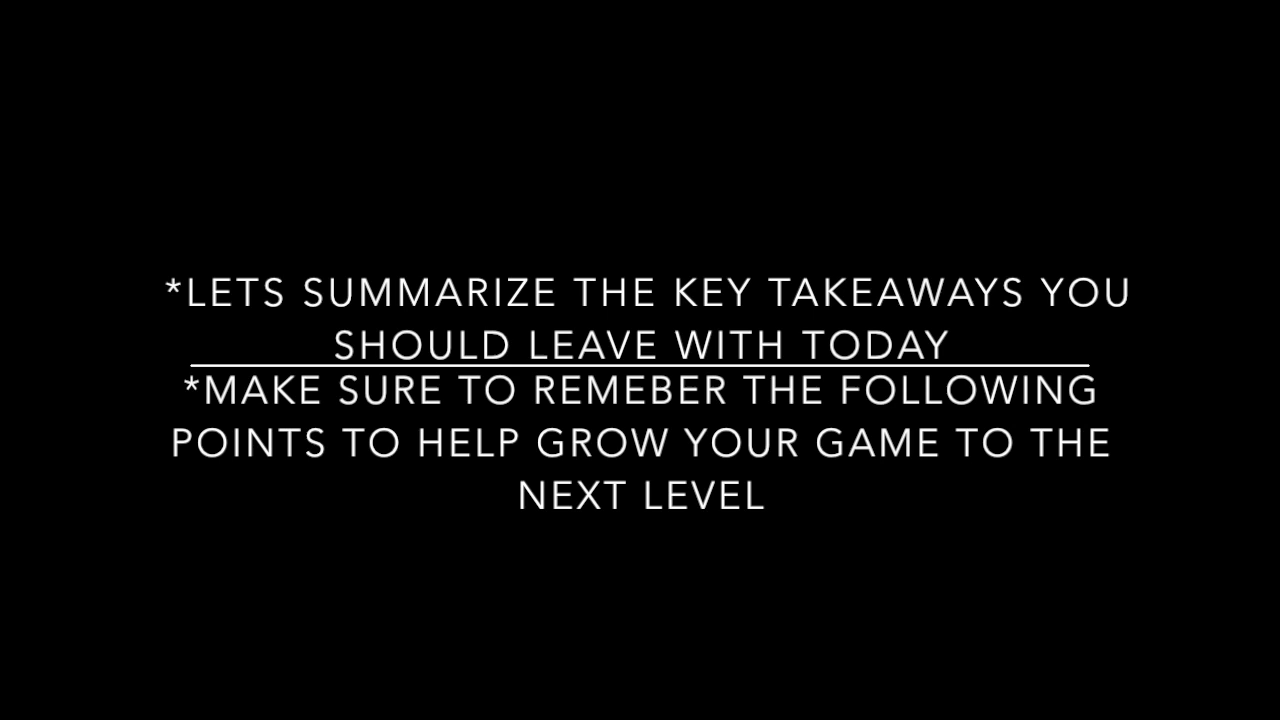 *LETS SUMMARIZE THE KEY TAKEAWAYS YOU
SHOULD LEAVE WITH TODAY
*MAKE SURE TO REMEBER THE FOLLOWING
POINTS TO HELP GROW YOUR GAME TO THE
NEXT LEVEL